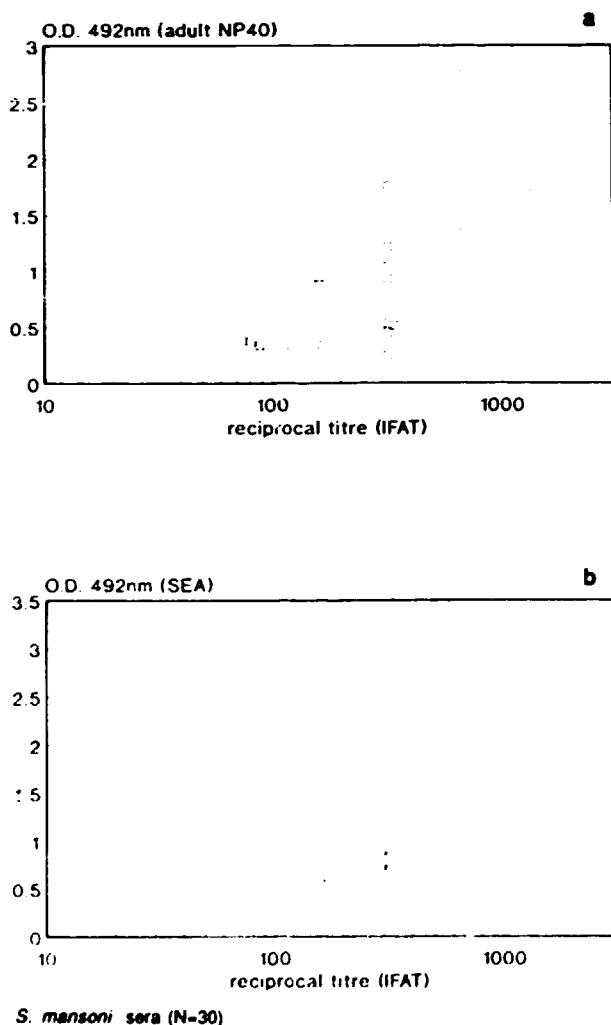 O.D. 492nm (adult NP40)
a
3
2.5
2
1.5
1
0.5
0
10 100 1000
reciprocal titre (IFAT)
O.D. 492nm (SEA)
b
3.5
3
2.5
2
1.5
1
0.5
0
10 100 1000
reciprocal titre (IFAT)
S. mansoni sera (N=30)